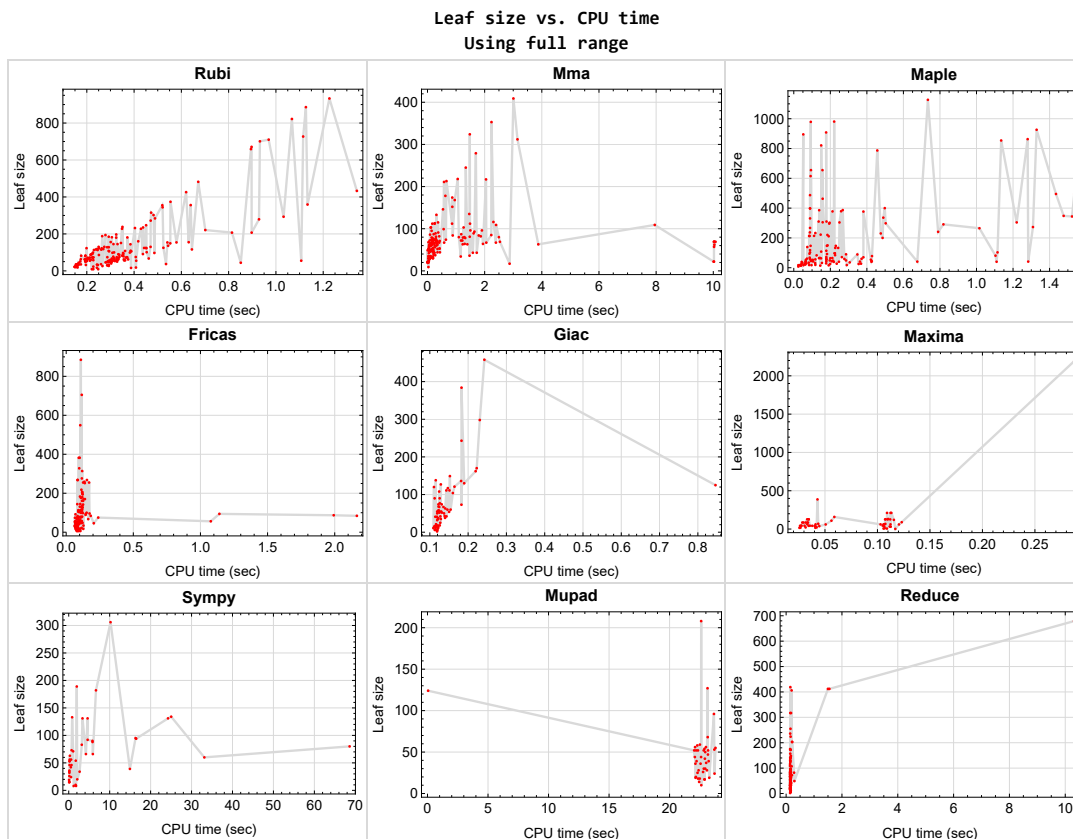 Leaf size vs. CPU time
Using full range
Rubi
Leaf size
800
600
400
200
0
0.2 0.4 0.6 0.8 1.0 1.2
CPU time (sec)
Mma
Leaf size
400
300
200
100
0
0 2 4 6 8 10
CPU time (sec)
Maple
Leaf size
1000
800
600
400
200
0
0.0 0.2 0.4 0.6 0.8 1.0 1.2 1.4
CPU time (sec)
Fricas
Leaf size
800
600
400
200
0
0.0 0.5 1.0 1.5 2.0
CPU time (sec)
Giac
Leaf size
400
300
200
100
0
0.1 0.2 0.3 0.4 0.5 0.6 0.7 0.8
CPU time (sec)
Maxima
Leaf size
2000
1500
1000
500
0
0.05 0.10 0.15 0.20 0.25
CPU time (sec)
Sympy
Leaf size
300
250
200
150
100
50
0
0 10 20 30 40 50 60 70
CPU time (sec)
Mupad
Leaf size
200
150
100
50
0
0 5 10 15 20
CPU time (sec)
Reduce
Leaf size
700
600
500
400
300
200
100
0
0 2 4 6 8 10
CPU time (sec)